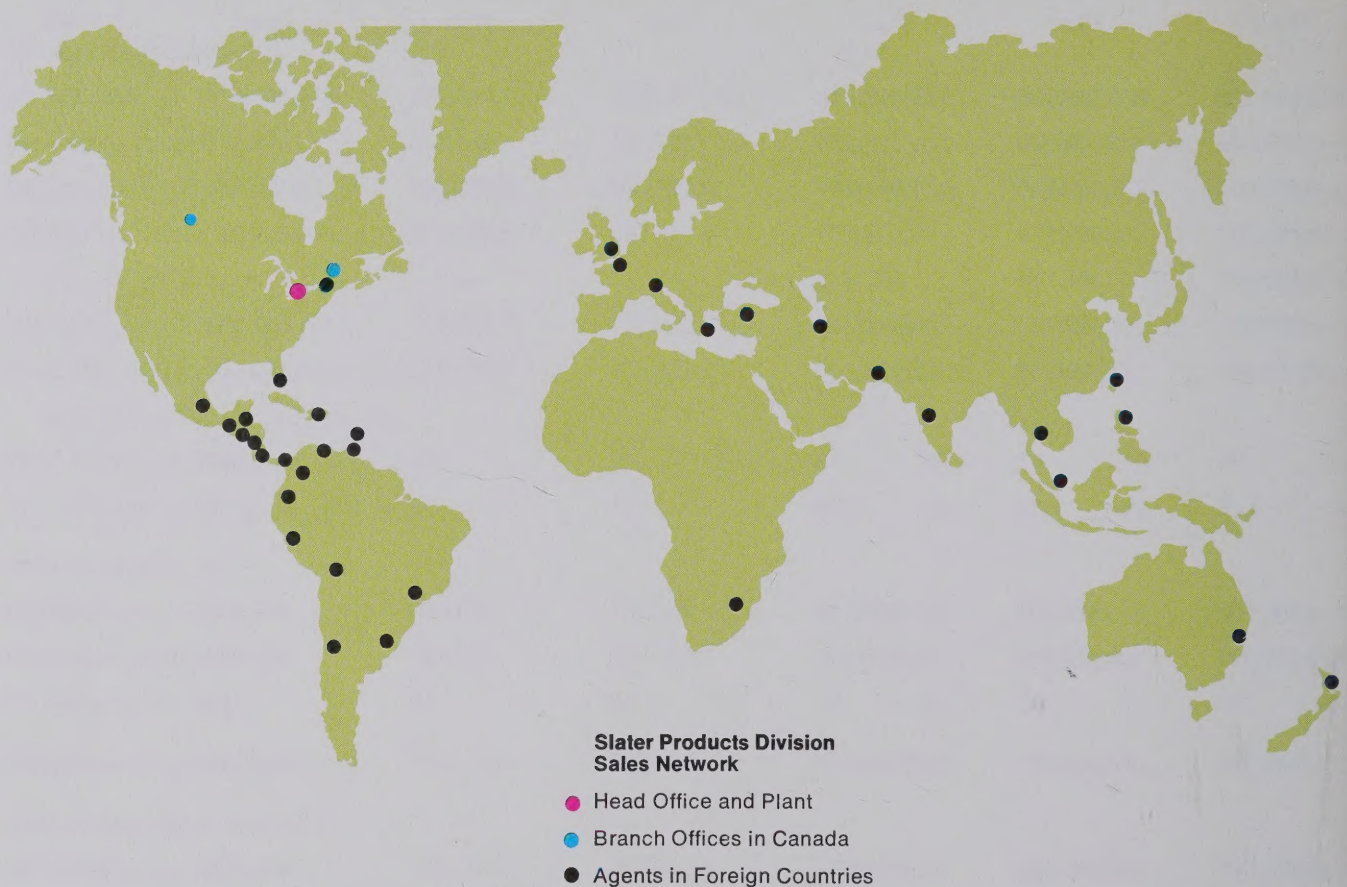 Slater Products Division
Sales Network
Head Office and Plant
Branch Offices in Canada
Agents in Foreign Countries